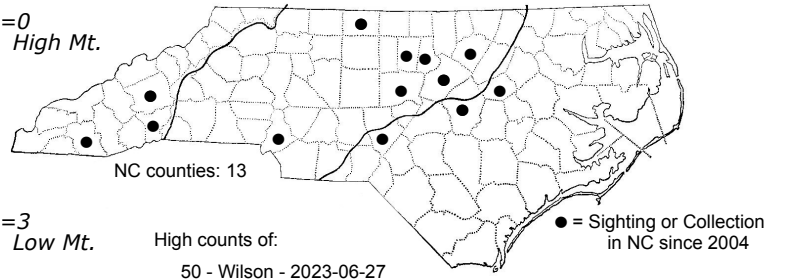 =0
High Mt.
NC counties: 13
=3
Low Mt.
High counts of:
50 - Wilson - 2023-06-27
● = Sighting or Collection
in NC since 2004